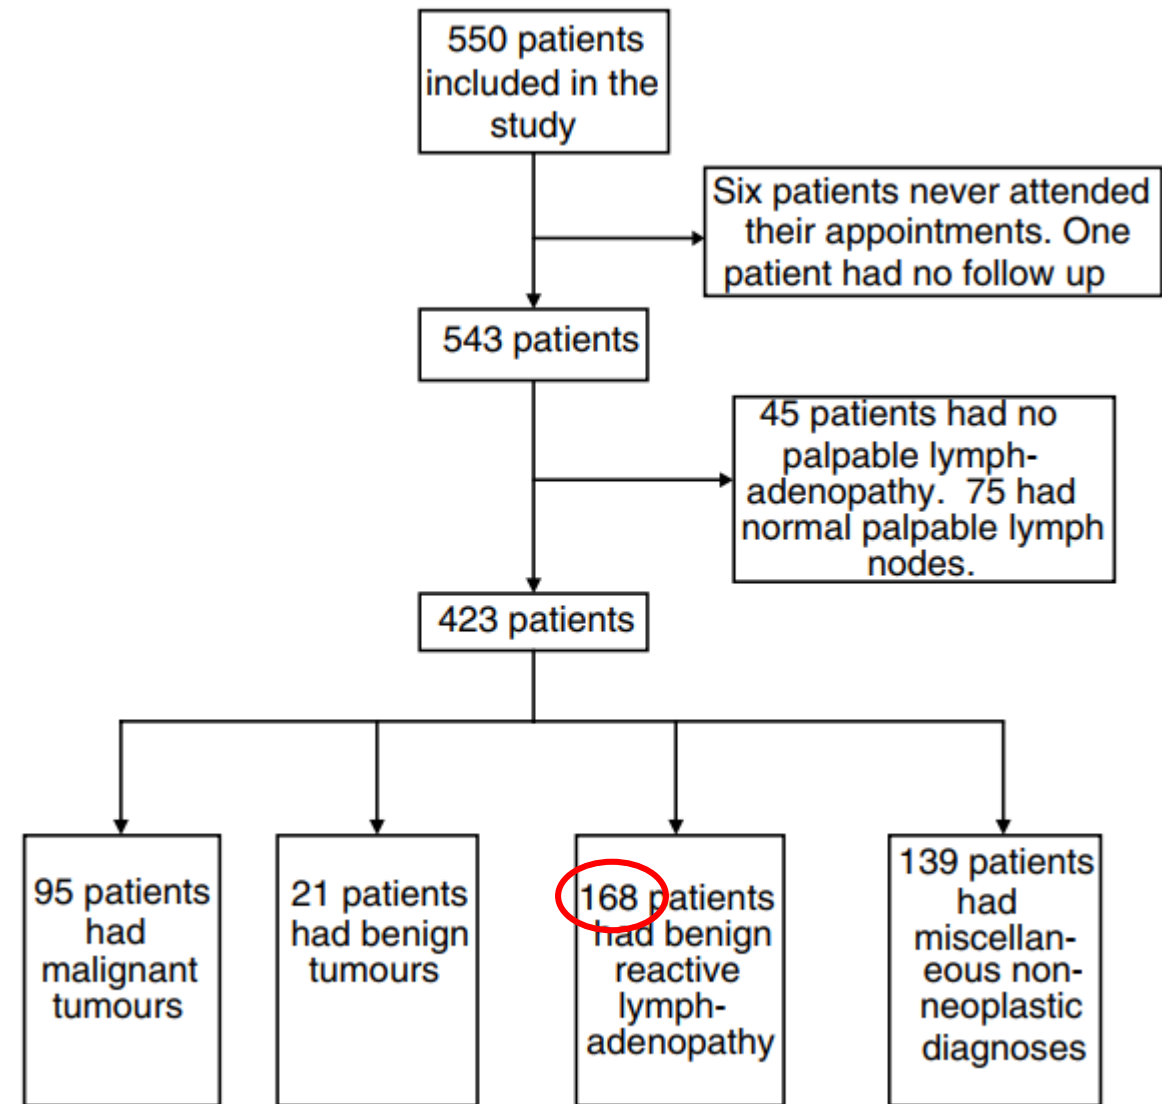 550 patients
included in the
study
Six patients never attended
their appointments. One
patient had no follow up
543 patients
45 patients had no
palpable lymph-
adenopathy. 75 had
normal palpable lymph
nodes.
423 patients
95 patients
had
malignant
tumours
21 patients
had benign
tumours
168 patients
had benign
reactive
lymph-
adenopathy
139 patients
had
miscellan-
eous non-
neoplastic
diagnoses